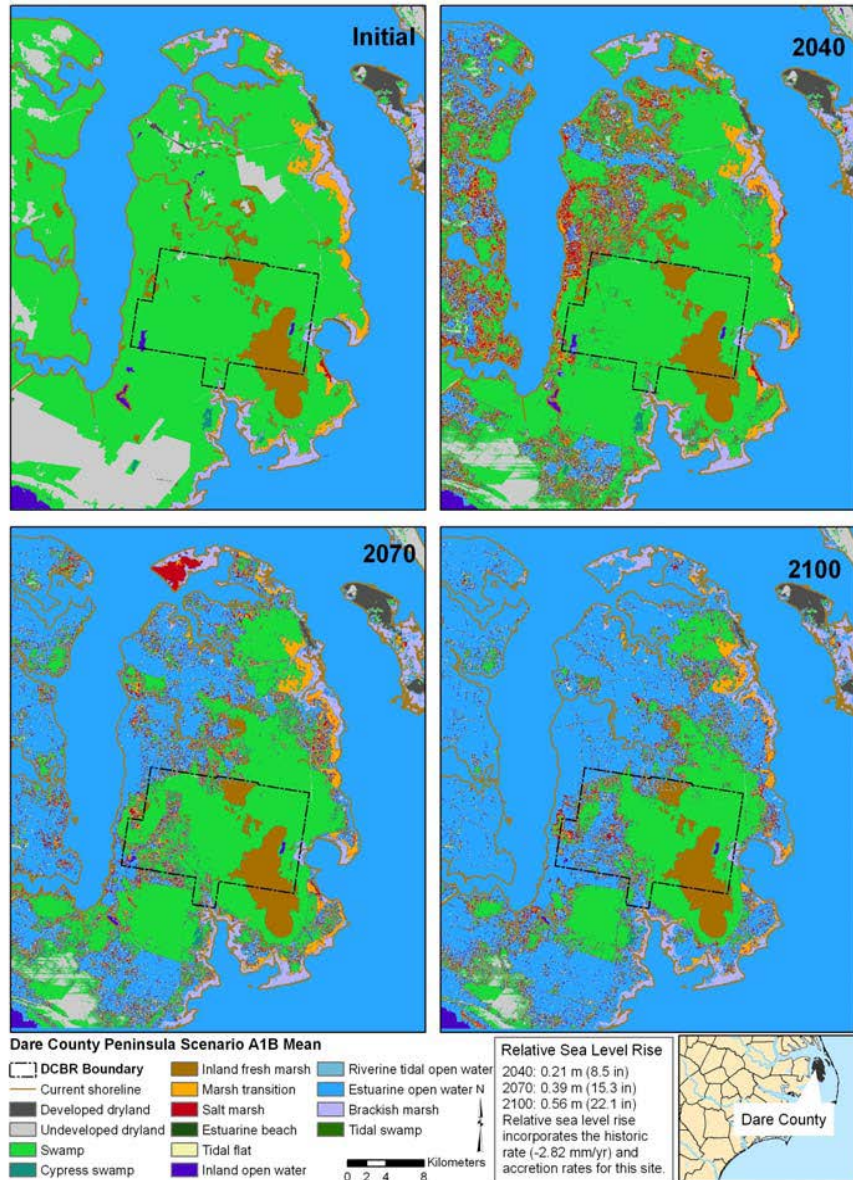 Initial
2040
2070
2100
Dare County Peninsula Scenario A1B Mean
DCBR Boundary
Current shoreline
Developed dryland
Undeveloped dryland
Swamp
Cypress swamp
Inland fresh marsh
Marsh transition
Salt marsh
Estuarine beach
Tidal flat
Inland open water
Riverine tidal open water
Estuarine open water
Brackish marsh
Tidal swamp
N
Kilometers
0 2 4 8
Relative Sea Level Rise
2040: 0.21 m (8.5 in)
2070: 0.39 m (15.3 in)
2100: 0.56 m (22.1 in)
Relative sea level rise
incorporates the historic
rate (-2.82 mm/yr) and
accretion rates for this site.
Dare County